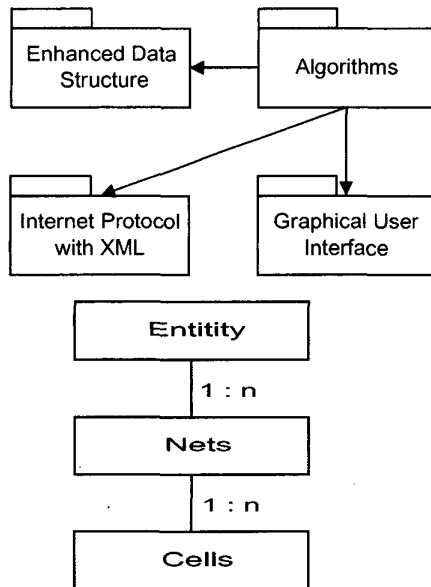 Enhanced Data
Structure
Algorithms
Internet Protocol
with XML
Graphical User
Interface
Entitity
1 : n
Nets
1 : n
Cells